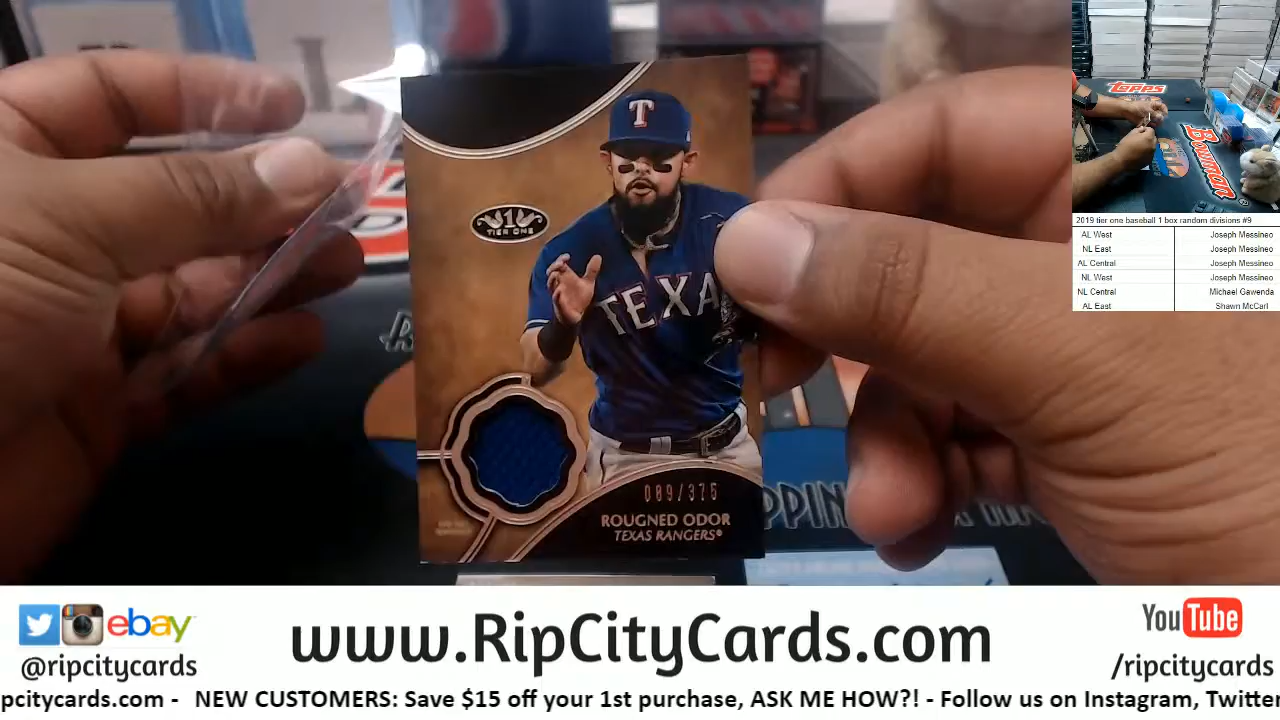 T
1
TIER ONE
TEXA
089/375
ROUGNED ODOR
TEXAS RANGERS®
PPIN
topps
Bowman
2019 tier one baseball 1 box random divisions #9
AL West Joseph Messineo
NL East Joseph Messineo
AL Central Joseph Messineo
NL West Joseph Messineo
NL Central Michael Gawenda
AL East Shawn McCarl
ebay
@ripcitycards
www.RipCityCards.com
YouTube
/ripcitycards
pcitycards.com - NEW CUSTOMERS: Save $15 off your 1st purchase, ASK ME HOW?! - Follow us on Instagram, Twitter